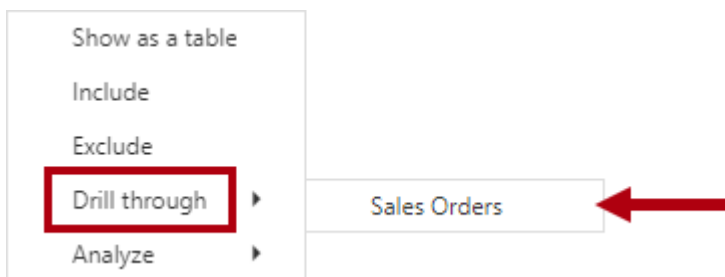 Show as a table
Include
Exclude
Drill through
Sales Orders
Analyze